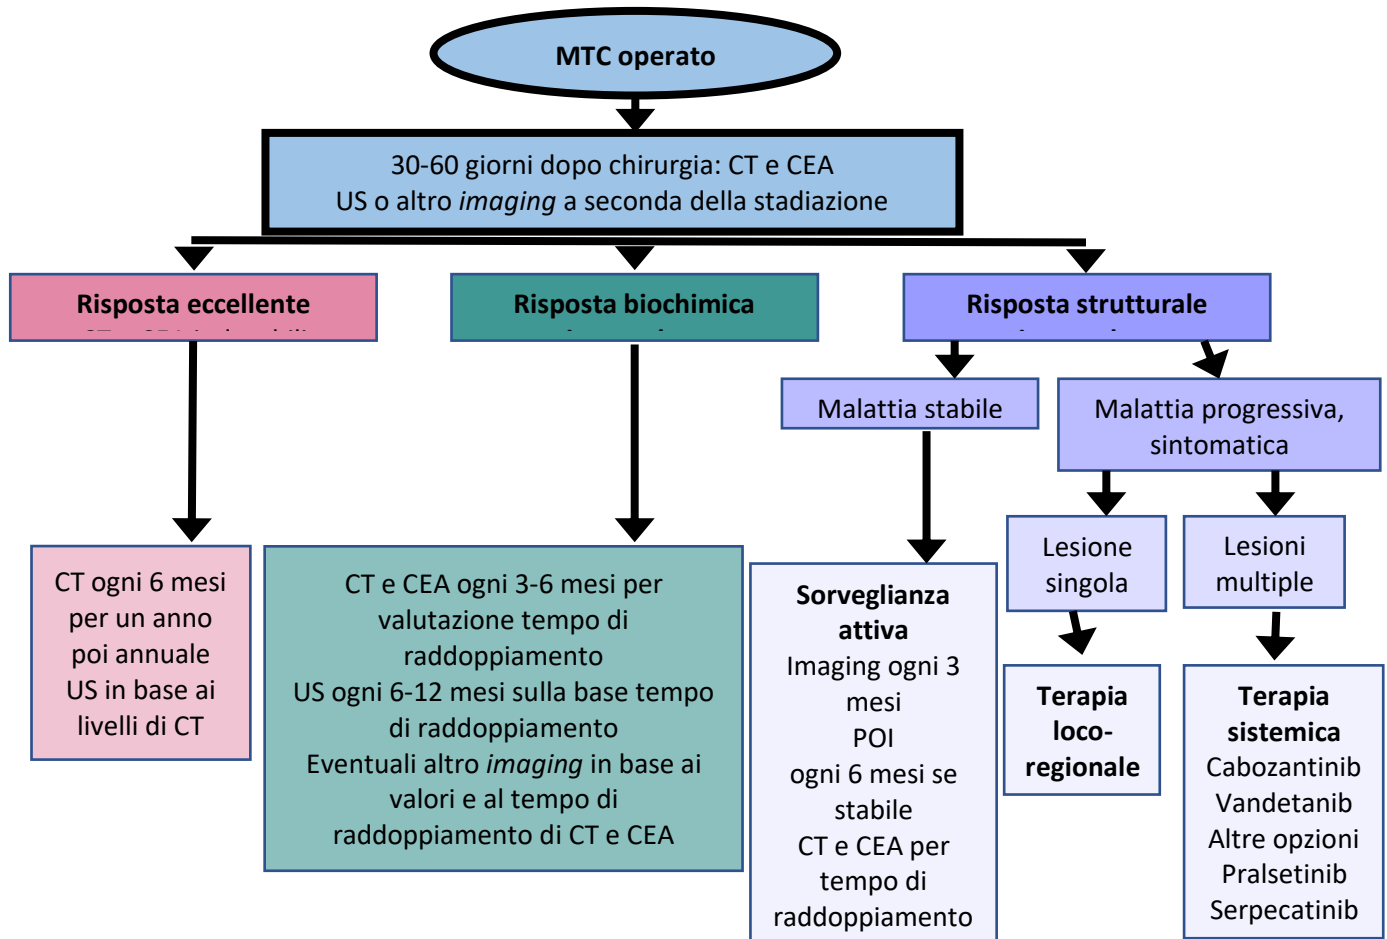 MTC operato
30-60 giorni dopo chirurgia: CT e CEA
US o altro imaging a seconda della stadiazione
Risposta eccellente
Risposta biochimica
Risposta strutturale
Malattia stabile
Malattia progressiva,
sintomatica
Lesione
singola
Lesioni
multiple
CT ogni 6 mesi
per un anno
poi annuale
US in base ai
livelli di CT
CT e CEA ogni 3-6 mesi per
valutazione tempo di
raddoppiamento
US ogni 6-12 mesi sulla base tempo
di raddoppiamento
Eventuali altro imaging in base ai
valori e al tempo di
raddoppiamento di CT e CEA
Sorveglianza
attiva
Imaging ogni 3
mesi
POI
ogni 6 mesi se
stabile
CT e CEA per
tempo di
raddoppiamento
Terapia
loco-
regionale
Terapia
sistemica
Cabozantinib
Vandetanib
Altre opzioni
Pralsetinib
Serpecatinib